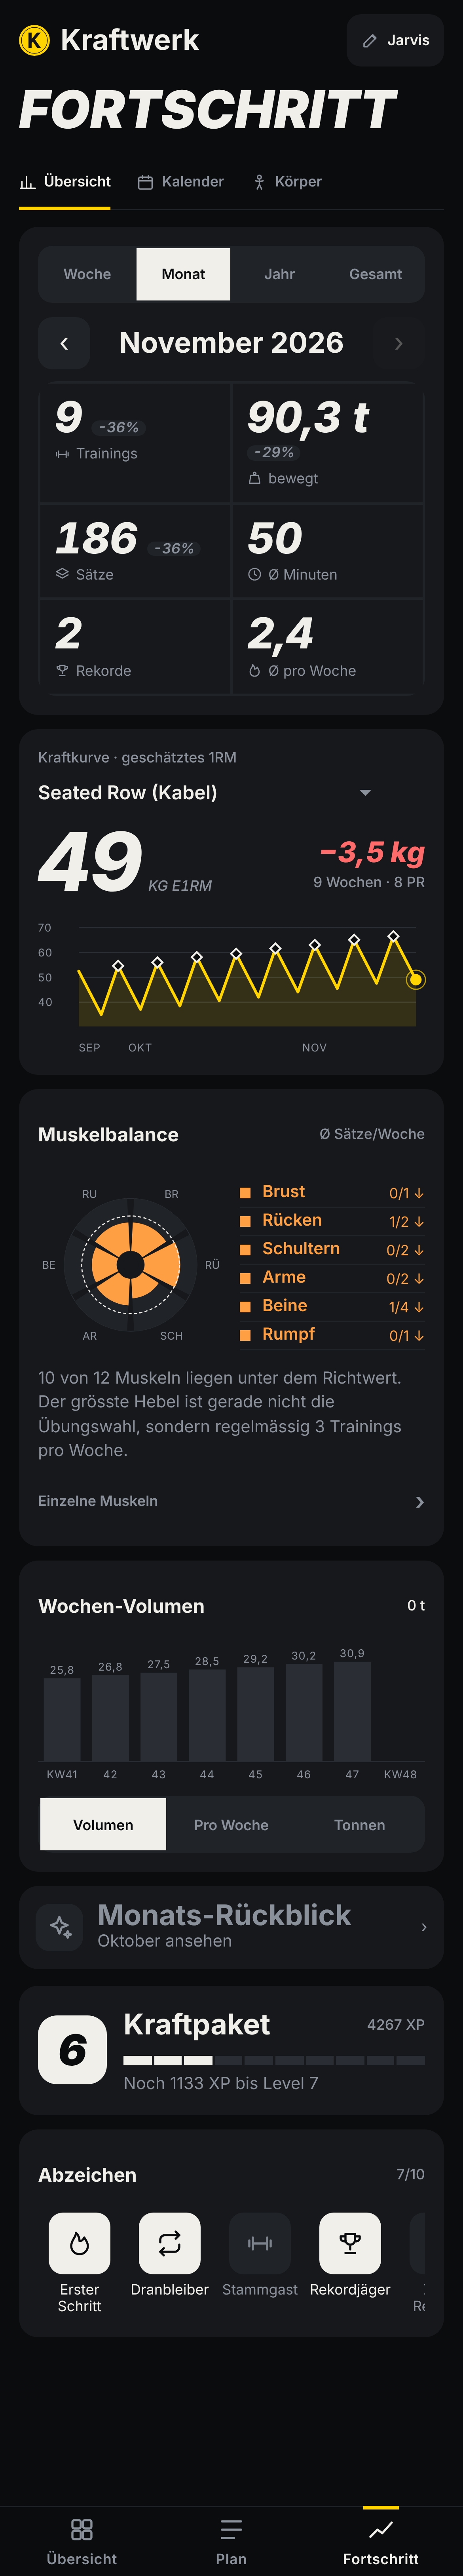 K Kraftwerk
Jarvis
FORTSCHRITT
Übersicht Kalender Körper
Woche Monat Jahr Gesamt
‹ November 2026 ›
9 -36%
Trainings
90,3 t
-29%
bewegt
186 -36%
Sätze
50
Ø Minuten
2
Rekorde
2,4
Ø pro Woche
Kraftkurve · geschätztes 1RM
Seated Row (Kabel)
49 KG E1RM
−3,5 kg
9 Wochen · 8 PR
70
60
50
40
SEP OKT NOV
Muskelbalance Ø Sätze/Woche
RU BR
BE RÜ
AR SCH
Brust 0/1 ↓
Rücken 1/2 ↓
Schultern 0/2 ↓
Arme 0/2 ↓
Beine 1/4 ↓
Rumpf 0/1 ↓
10 von 12 Muskeln liegen unter dem Richtwert.
Der grösste Hebel ist gerade nicht die
Übungswahl, sondern regelmässig 3 Trainings
pro Woche.
Einzelne Muskeln ›
Wochen-Volumen 0 t
25,8 26,8 27,5 28,5 29,2 30,2 30,9
KW41 42 43 44 45 46 47 KW48
Volumen Pro Woche Tonnen
Monats-Rückblick
Oktober ansehen ›
6
Kraftpaket 4267 XP
Noch 1133 XP bis Level 7
Abzeichen 7/10
Erster
Schritt
Dranbleiber
Stammgast
Rekordjäger
Übersicht Plan Fortschritt